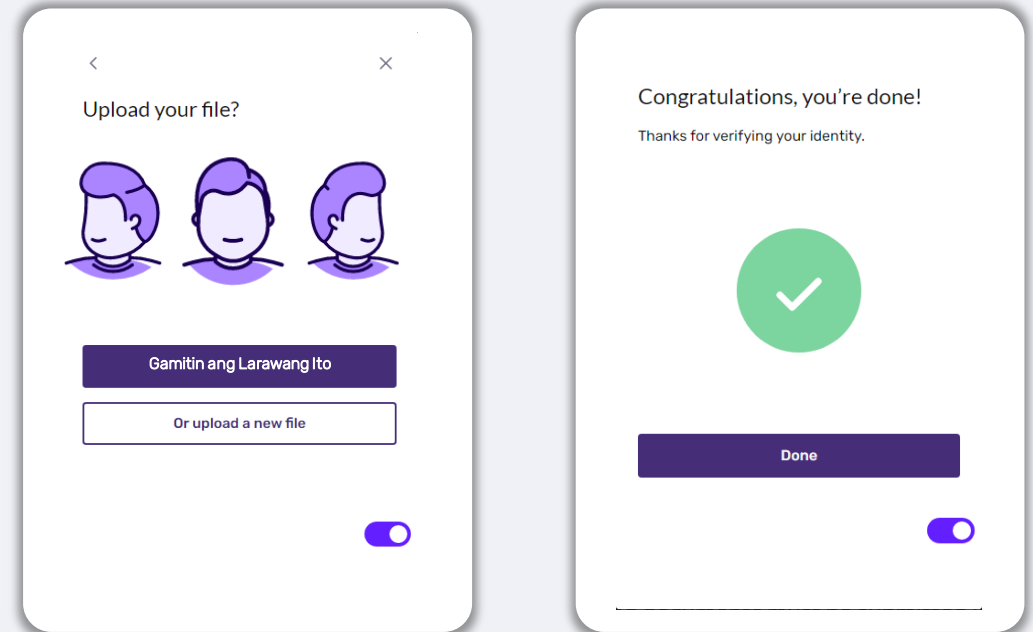 Upload your file?
Gamitin ang Larawang Ito
Or upload a new file
Congratulations, you’re done!
Thanks for verifying your identity.
Done